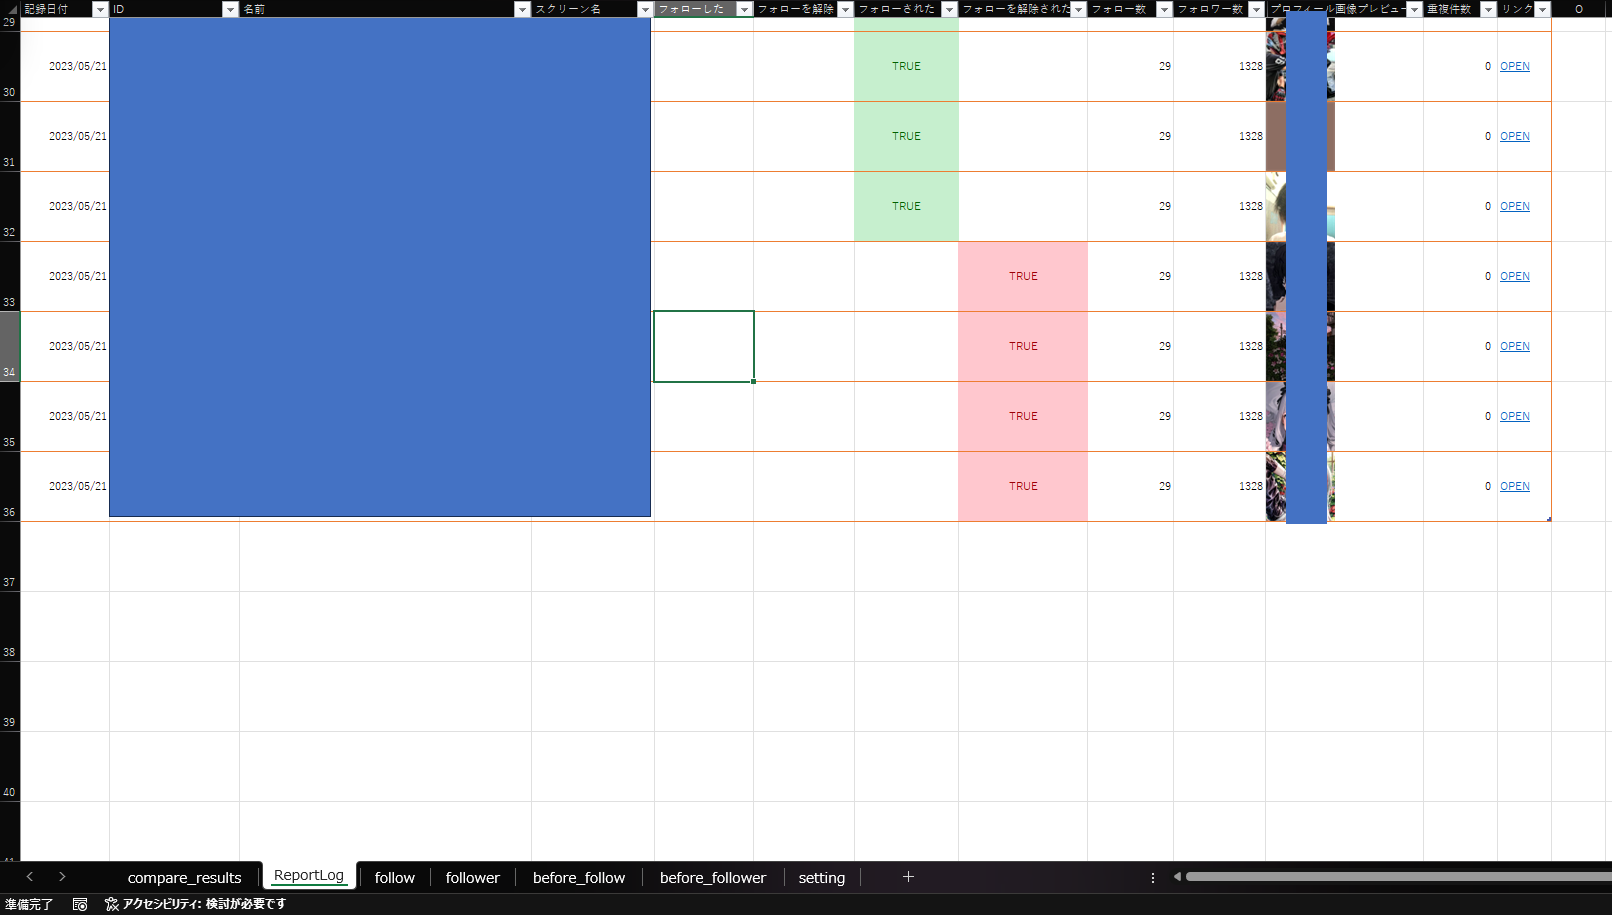 記録日付 ID 名前 スクリーン名 フォローした フォローを解除 フォローされた フォローを解除された フォロー数 フォロワー数 プロフィール画像プレビュー 重複件数 リンク O
29
30 2023/05/21 TRUE 29 1328 0 OPEN
31 2023/05/21 TRUE 29 1328 0 OPEN
32 2023/05/21 TRUE 29 1328 0 OPEN
33 2023/05/21 TRUE 29 1328 0 OPEN
34 2023/05/21 TRUE 29 1328 0 OPEN
35 2023/05/21 TRUE 29 1328 0 OPEN
36 2023/05/21 TRUE 29 1328 0 OPEN
37
38
39
40
41
compare_results ReportLog follow follower before_follow before_follower setting
準備完了 アクセシビリティ: 検討が必要です